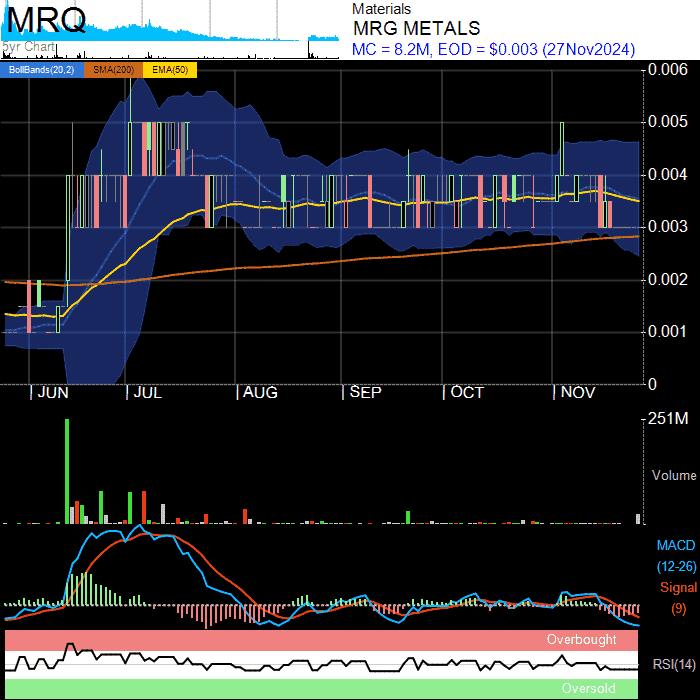 MRQ
5yr Chart
Materials
MRG METALS
MC = 8.2M, EOD = $0.003 (27Nov2024)
BollBands(20,2) SMA(200) EMA(50)
0.006
0.005
0.004
0.003
0.002
0.001
0
JUN JUL AUG SEP OCT NOV
251M
Volume
MACD
(12-26)
Signal
(9)
Overbought
RSI(14)
Oversold